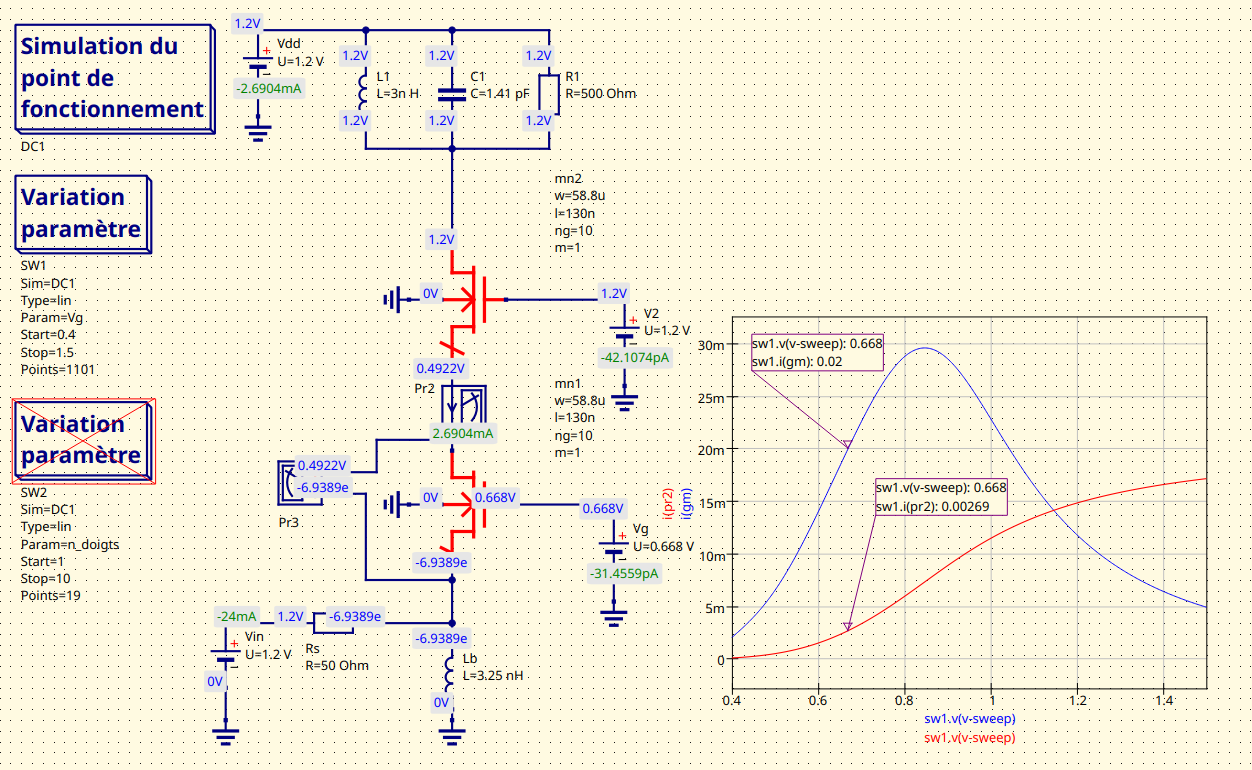 Simulation du
point de
fonctionnement
DC1
Variation
paramètre
SW1
Sim=DC1
Type=lin
Param=Vg
Start=0.4
Stop=1.5
Points=1101
Variation
paramètre
SW2
Sim=DC1
Type=lin
Param=n_doigts
Start=1
Stop=10
Points=19
1.2V
Vdd
U=1.2 V
-2.6904mA
1.2V
L1
L=3n H
1.2V
1.2V
C1
C=1.41 pF
1.2V
1.2V
R1
R=500 Ohm
1.2V
mn2
w=58.8u
l=130n
ng=10
m=1
1.2V
0V
1.2V
V2
U=1.2 V
-42.1074pA
0.4922V
Pr2
2.6904mA
mn1
w=58.8u
l=130n
ng=10
m=1
0.4922V
-6.9389e
Pr3
0V
0.668V
0.668V
Vg
U=0.668 V
-31.4559pA
-6.9389e
-24mA
1.2V
-6.9389e
Vin
U=1.2 V
0V
Rs
R=50 Ohm
-6.9389e
Lb
L=3.25 nH
0V
sw1.v(v-sweep): 0.668
sw1.i(gm): 0.02
sw1.v(v-sweep): 0.668
sw1.i(pr2): 0.00269
i(pr2)
i(gm)
30m
25m
20m
15m
10m
5m
0
0.4 0.6 0.8 1 1.2 1.4
sw1.v(v-sweep)
sw1.v(v-sweep)